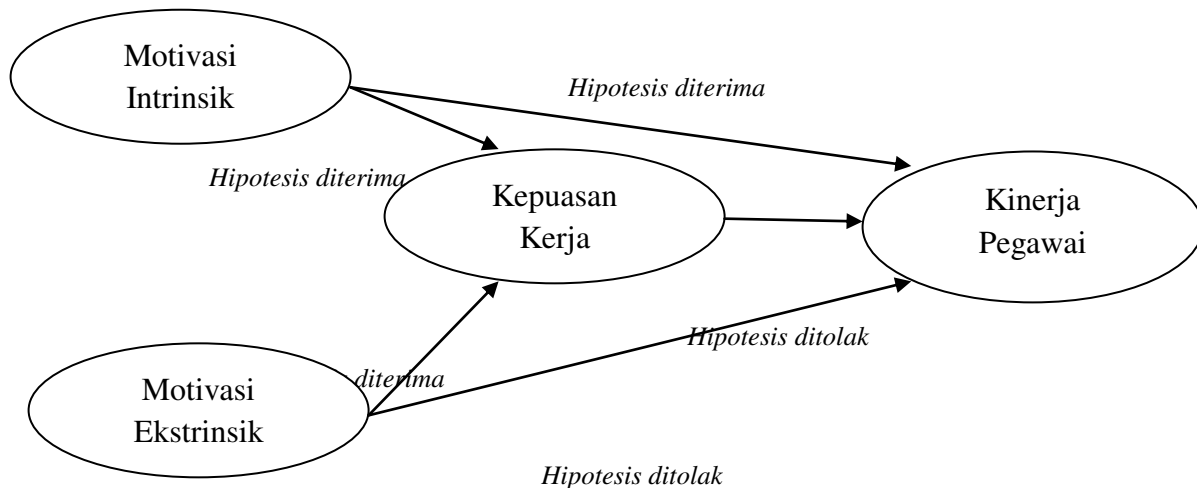 Motivasi
Intrinsik
Hipotesis diterima
Hipotesis diterima
Kepuasan
Kerja
Kinerja
Pegawai
Hipotesis ditolak
diterima
Motivasi
Ekstrinsik
Hipotesis ditolak